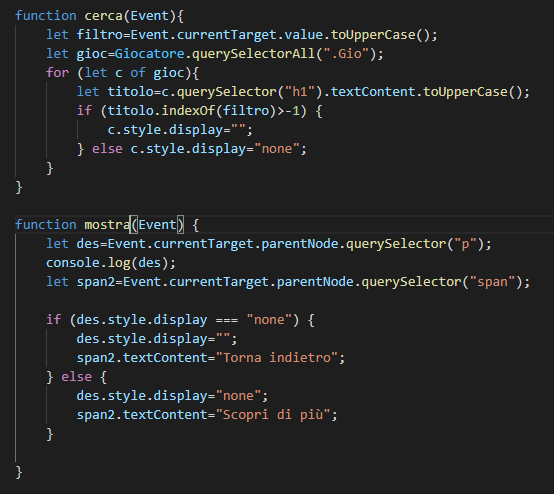 function cerca(Event){
    let filtro=Event.currentTarget.value.toUpperCase();
    let gioc=Giocatore.querySelectorAll(".Gio");
    for (let c of gioc){
        let titolo=c.querySelector("h1").textContent.toUpperCase();
        if (titolo.indexOf(filtro)>-1) {
            c.style.display="";
        } else c.style.display="none";
    }
}

function mostra(Event) {
    let des=Event.currentTarget.parentNode.querySelector("p");
    console.log(des);
    let span2=Event.currentTarget.parentNode.querySelector("span");

    if (des.style.display === "none") {
        des.style.display="";
        span2.textContent="Torna indietro";
    } else {
        des.style.display="none";
        span2.textContent="Scopri di più";
    }

}